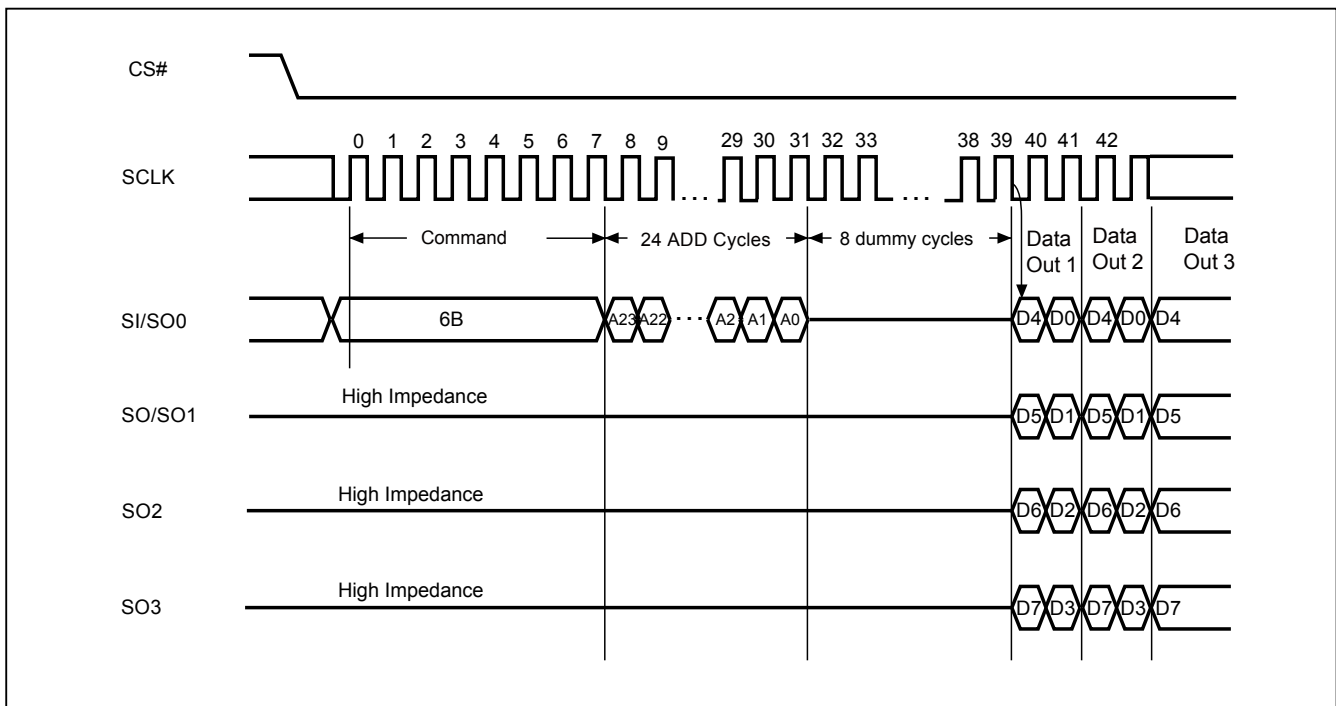 CS#
0 1 2 3 4 5 6 7 8 9 29 30 31 32 33 38 39 40 41 42
SCLK
Command 24 ADD Cycles 8 dummy cycles Data Out 1 Data Out 2 Data Out 3
SI/SO0 6B A23 A22 A2 A1 A0 D4 D0 D4 D0 D4
High Impedance
SO/SO1 D5 D1 D5 D1 D5
High Impedance
SO2 D6 D2 D6 D2 D6
High Impedance
SO3 D7 D3 D7 D3 D7